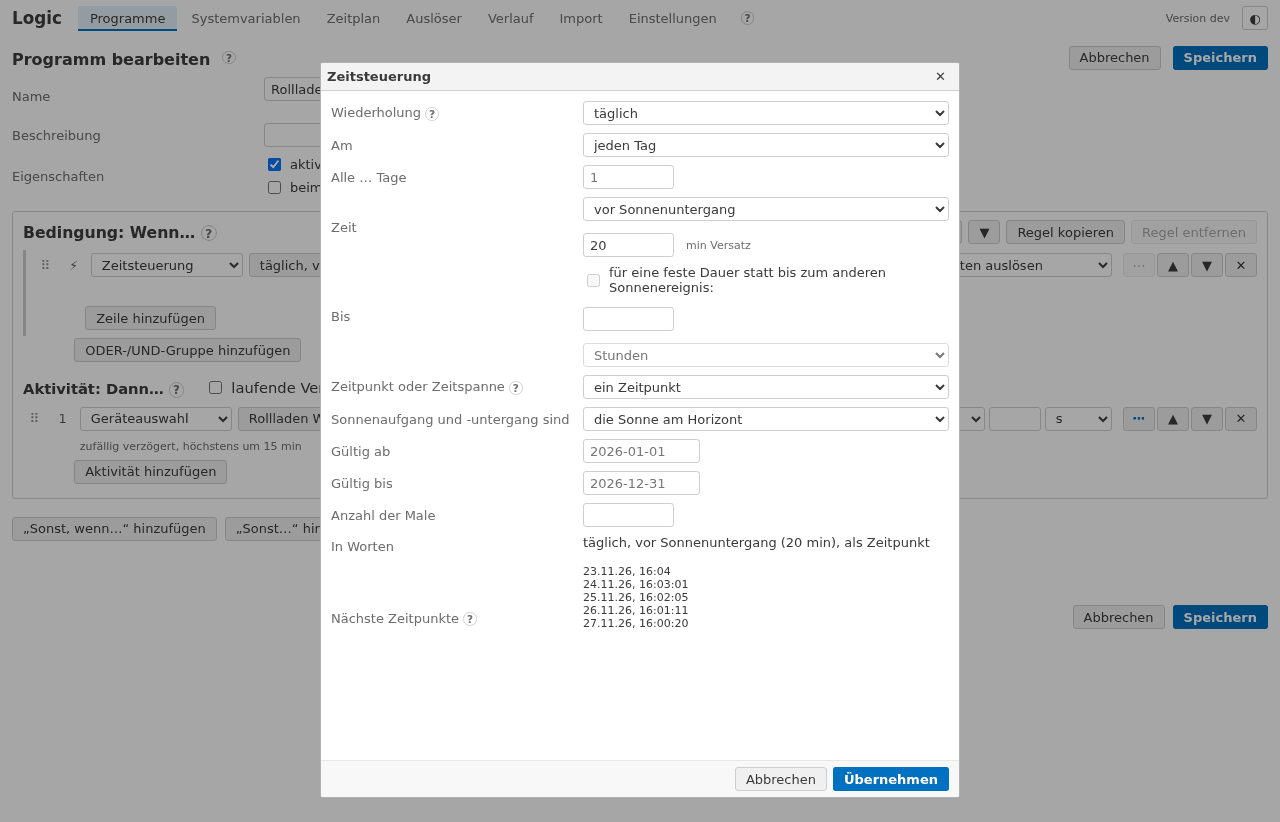 Logic Programme Systemvariablen Zeitplan Auslöser Verlauf Import Einstellungen ? Version dev ◐
Programm bearbeiten ? Abbrechen Speichern
Zeitsteuerung ✕
Name Rolllade
Beschreibung
Eigenschaften aktiv
beim
Wiederholung ? täglich
Am jeden Tag
Alle … Tage 1
Zeit vor Sonnenuntergang
20 min Versatz
Bis für eine feste Dauer statt bis zum anderen
Sonnenereignis:
Stunden
Zeitpunkt oder Zeitspanne ? ein Zeitpunkt
Sonnenaufgang und -untergang sind die Sonne am Horizont
Gültig ab 2026-01-01
Gültig bis 2026-12-31
Anzahl der Male
In Worten täglich, vor Sonnenuntergang (20 min), als Zeitpunkt
Nächste Zeitpunkte ? 23.11.26, 16:04
24.11.26, 16:03:01
25.11.26, 16:02:05
26.11.26, 16:01:11
27.11.26, 16:00:20
Abbrechen Übernehmen
Bedingung: Wenn… ? ▼ Regel kopieren Regel entfernen
⠿ ⚡ Zeitsteuerung täglich, v ten auslösen ⋯ ▲ ▼ ✕
Zeile hinzufügen
ODER-/UND-Gruppe hinzufügen
Aktivität: Dann… ? laufende Ver
⠿ 1 Geräteauswahl Rollladen W s ⋯ ▲ ▼ ✕
zufällig verzögert, höchstens um 15 min
Aktivität hinzufügen
„Sonst, wenn…“ hinzufügen „Sonst…“ hin
Abbrechen Speichern